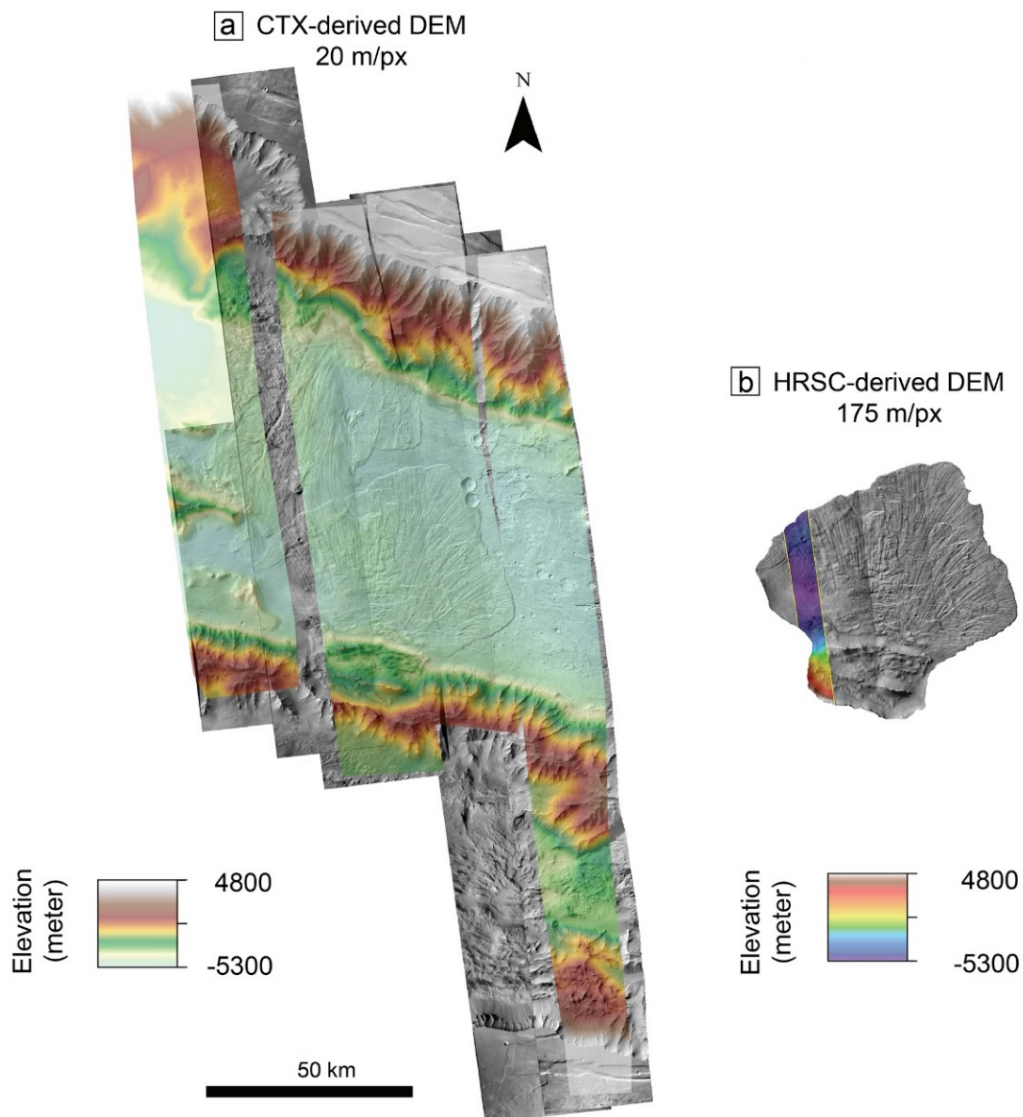 a CTX-derived DEM
20 m/px
N
b HRSC-derived DEM
175 m/px
Elevation
(meter)
4800
-5300
Elevation
(meter)
4800
-5300
50 km